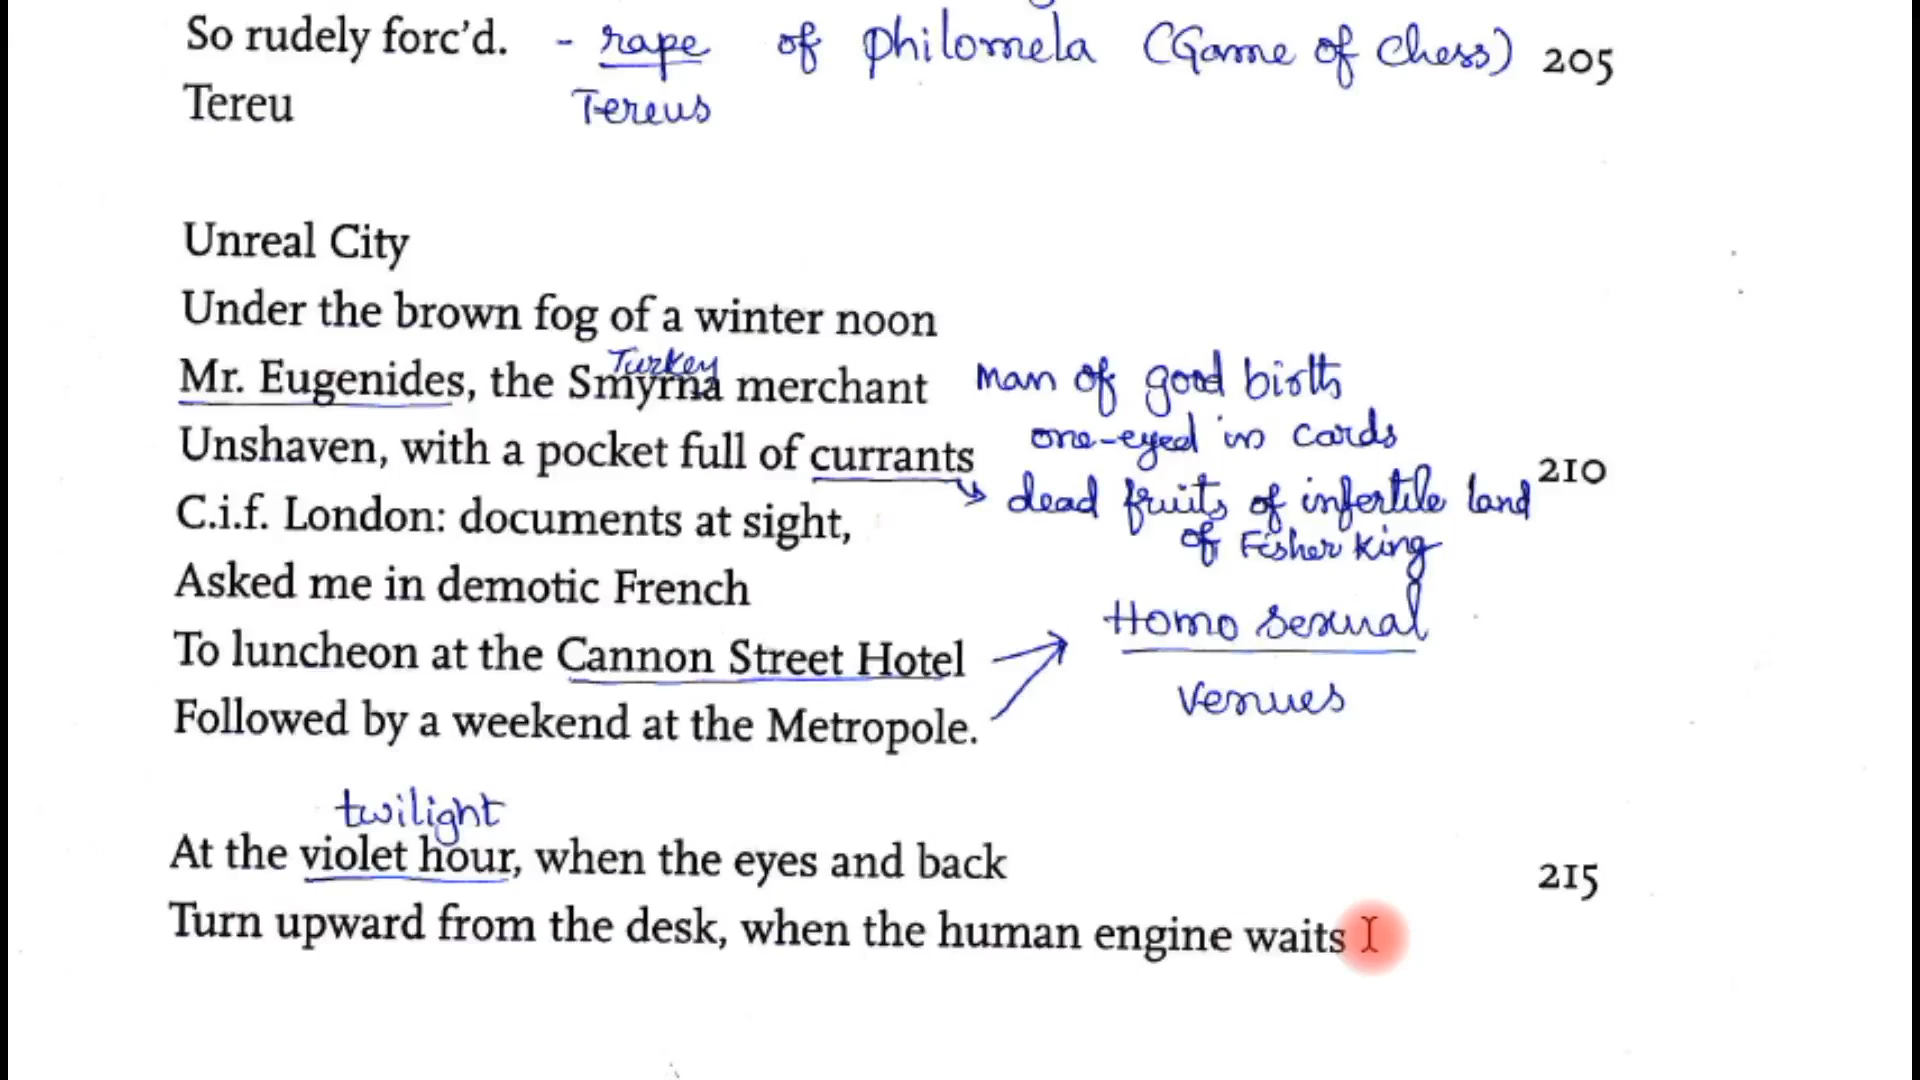 So rudely forc'd. - rape of philomela (Game of Chess) 205
Tereu Tereus
Unreal City
Under the brown fog of a winter noon
Turkey
Mr. Eugenides, the Smyrna merchant man of good birth
one-eyed in cards
Unshaven, with a pocket full of currants 210
dead fruits of infertile land
C.i.f. London: documents at sight,
of Fisher King
Asked me in demotic French
Homo sexual
To luncheon at the Cannon Street Hotel
venues
Followed by a weekend at the Metropole.
twilight
At the violet hour, when the eyes and back 215
Turn upward from the desk, when the human engine waits